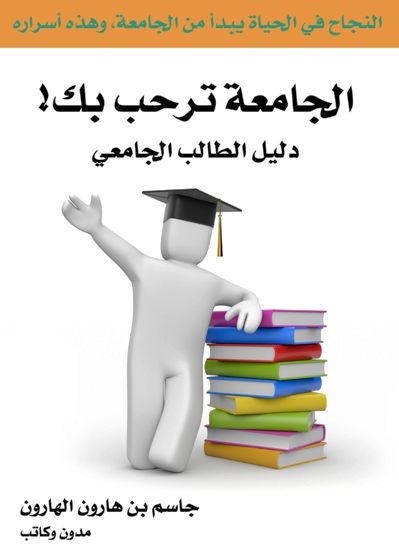 النجاح في الحياة يبدأ من الجامعة، وهذه أسراره
الجامعة ترحب بك!
دليل الطالب الجامعي
جاسم بن هارون الهارون
مدون وكاتب